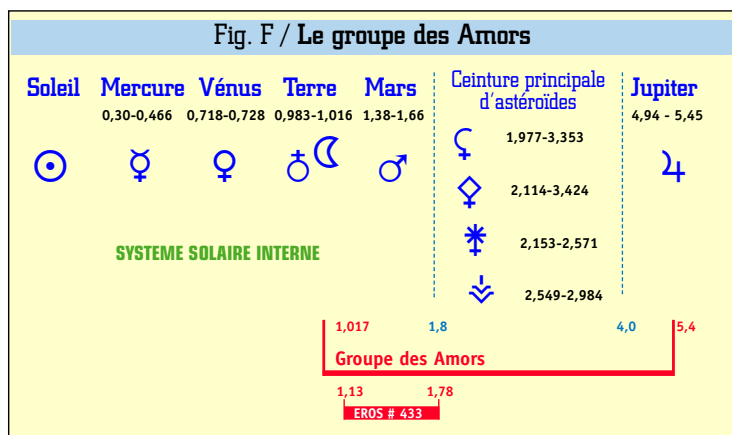 Fig. F / Le groupe des Amors
Soleil Mercure Vénus Terre Mars Ceinture principale d'astéroïdes Jupiter
0,30-0,466 0,718-0,728 0,983-1,016 1,38-1,66 4,94 - 5,45
1,977-3,353
2,114-3,424
SYSTEME SOLAIRE INTERNE
2,153-2,571
2,549-2,984
1,017 1,8 4,0 5,4
Groupe des Amors
1,13 1,78
EROS # 433